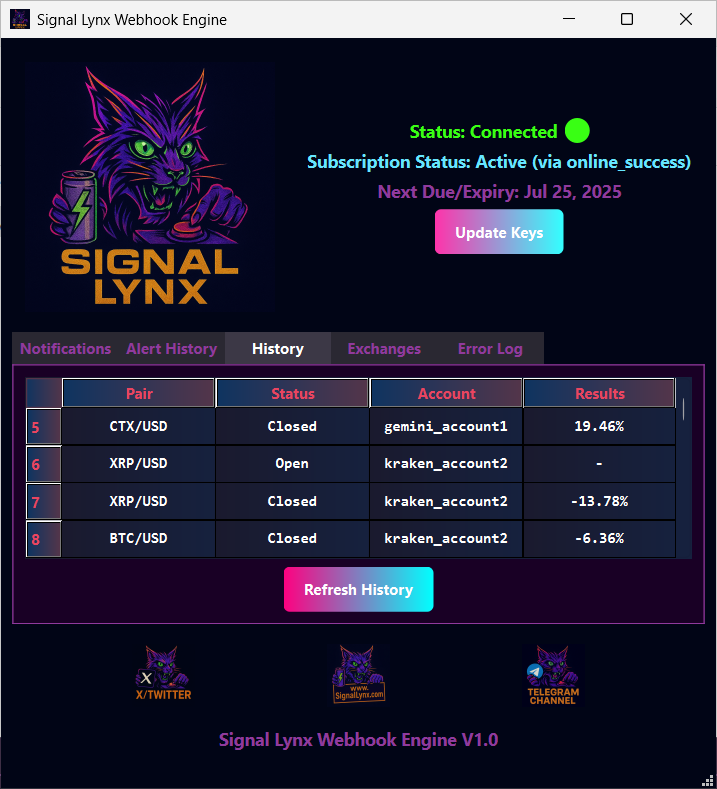 Signal Lynx Webhook Engine
SIGNAL
LYNX
Status: Connected
Subscription Status: Active (via online_success)
Next Due/Expiry: Jul 25, 2025
Update Keys
Notifications Alert History History Exchanges Error Log
Pair Status Account Results
5 CTX/USD Closed gemini_account1 19.46%
6 XRP/USD Open kraken_account2 -
7 XRP/USD Closed kraken_account2 -13.78%
8 BTC/USD Closed kraken_account2 -6.36%
Refresh History
X
X/TWITTER
www.
SignalLynx.com
TELEGRAM
CHANNEL
Signal Lynx Webhook Engine V1.0